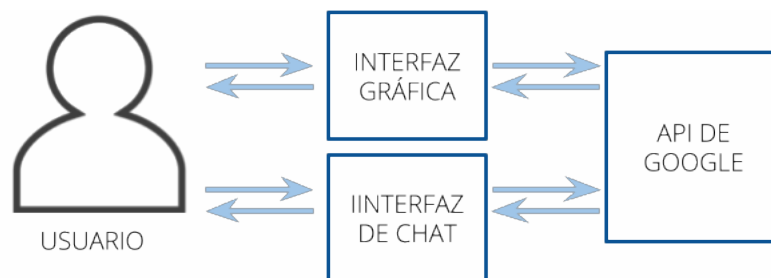 INTERFAZ
GRÁFICA
API DE
GOOGLE
IINTERFAZ
DE CHAT
USUARIO